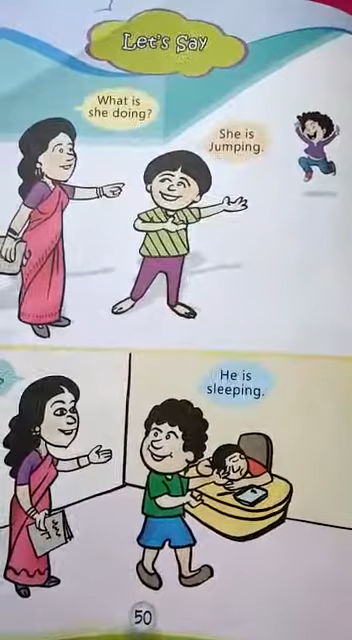 Let's Say
What is
she doing?
She is
Jumping.
?
He is
sleeping.
50